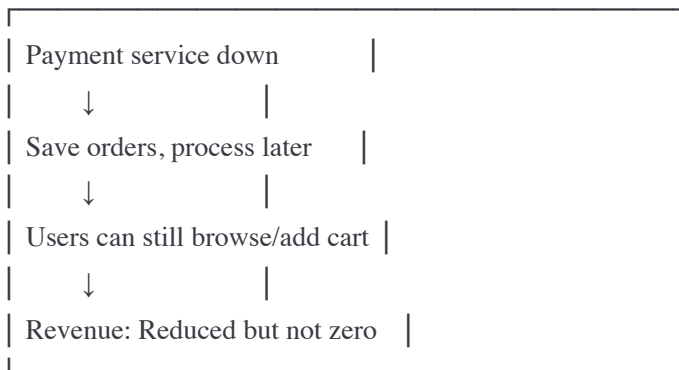 ┌─────────────────────────────────
│ Payment service down │
│ ↓ │
│ Save orders, process later │
│ ↓ │
│ Users can still browse/add cart │
│ ↓ │
│ Revenue: Reduced but not zero │